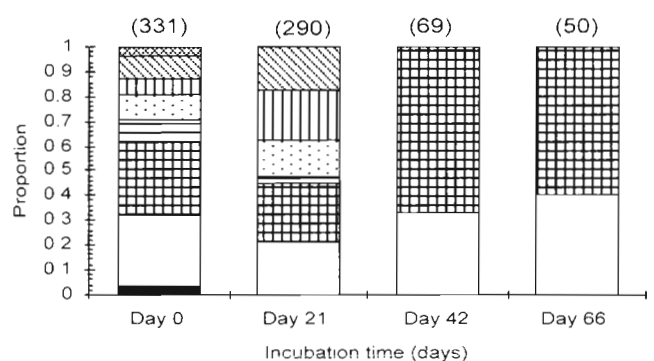 (331) (290) (69) (50)
1
0 9
0.8
0.7
0 6
0.5
0 4
0 3
0 2
0 1
0
Proportion
Day 0 Day 21 Day 42 Day 66
Incubation time (days)